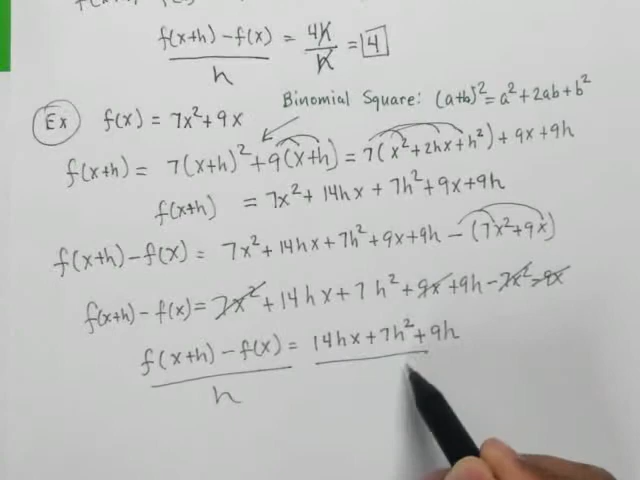 f(x+h) - f(x) / h = 4h / h = 4
Ex f(x) = 7x² + 9x
Binomial Square: (a+b)² = a² + 2ab + b²
f(x+h) = 7(x+h)² + 9(x+h) = 7(x² + 2hx + h²) + 9x + 9h
f(x+h) = 7x² + 14hx + 7h² + 9x + 9h
f(x+h) - f(x) = 7x² + 14hx + 7h² + 9x + 9h - (7x² + 9x)
f(x+h) - f(x) = 7x² + 14hx + 7h² + 9x + 9h - 7x² - 9x
f(x+h) - f(x) / h = 14hx + 7h² + 9h